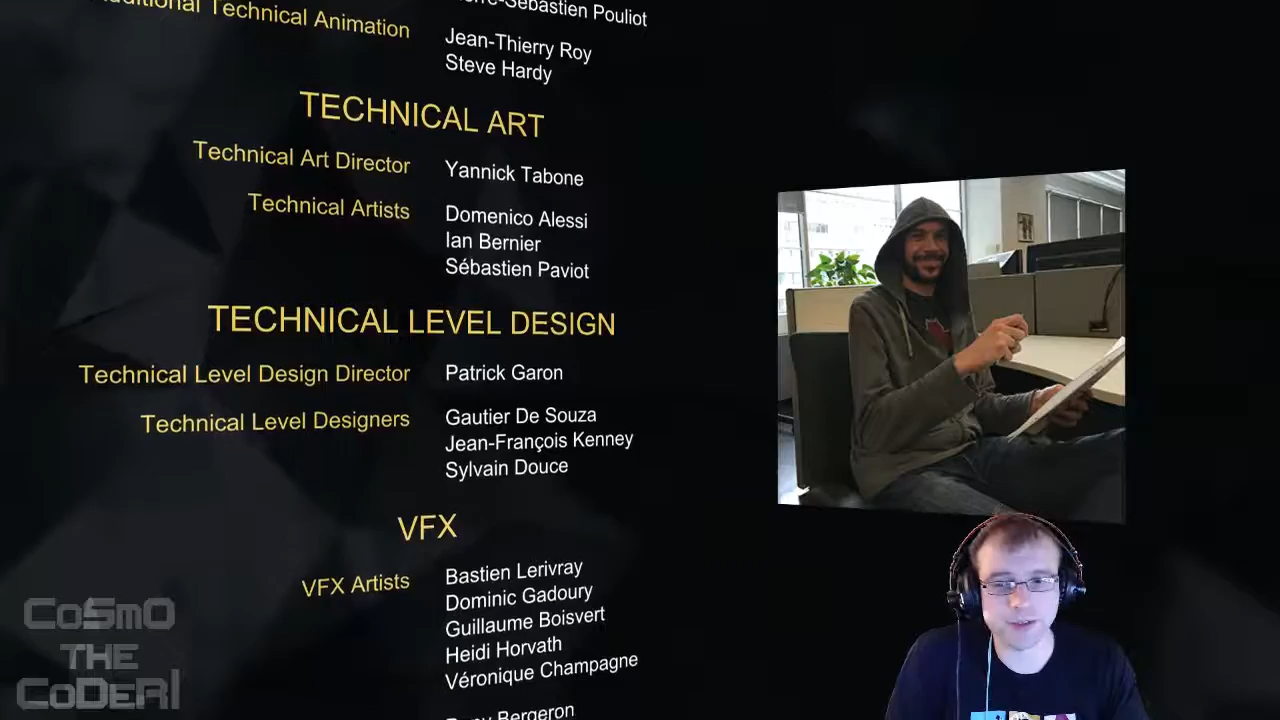 Technical Animation
Sébastien Pouliot
Jean-Thierry Roy
Steve Hardy
TECHNICAL ART
Technical Art Director
Yannick Tabone
Technical Artists
Domenico Alessi
Ian Bernier
Sébastien Paviot
TECHNICAL LEVEL DESIGN
Technical Level Design Director
Patrick Garon
Technical Level Designers
Gautier De Souza
Jean-François Kenney
Sylvain Douce
VFX
VFX Artists
Bastien Lerivray
Dominic Gadoury
Guillaume Boisvert
Heidi Horvath
Véronique Champagne
Bergeron
CoSmO
THE
CoDER